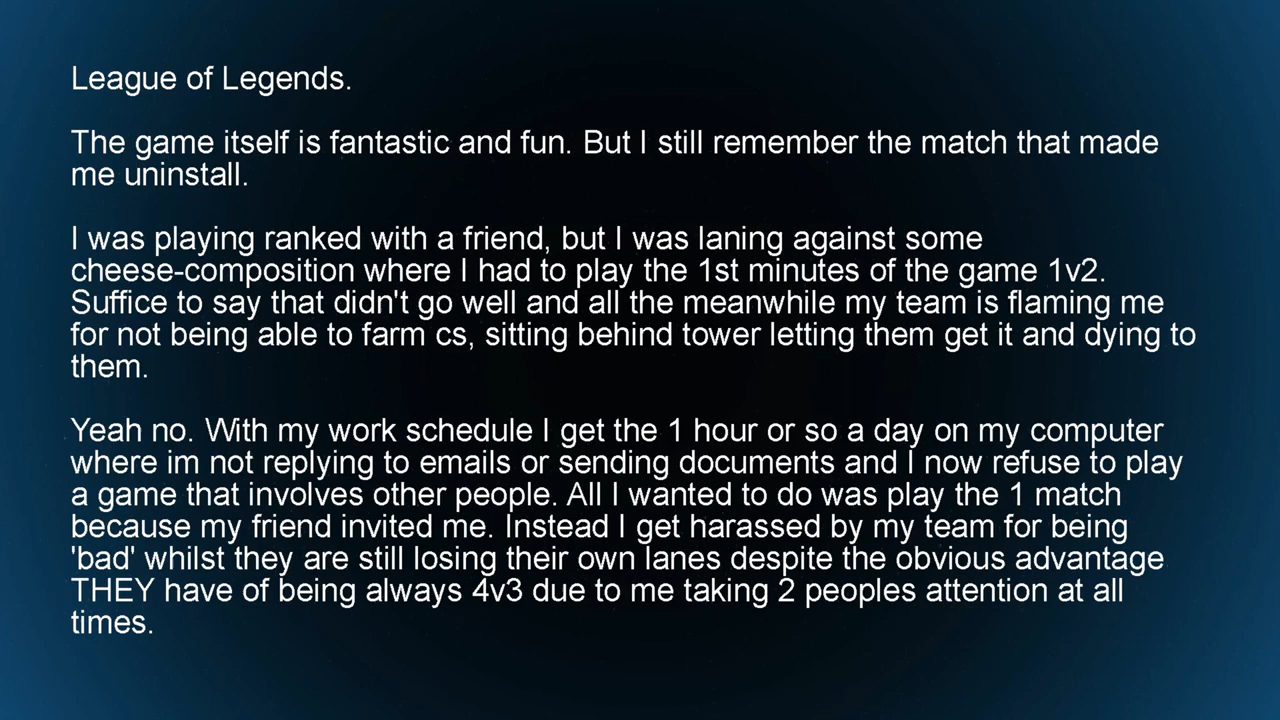 League of Legends.
The game itself is fantastic and fun. But I still remember the match that made
me uninstall.
I was playing ranked with a friend, but I was laning against some
cheese-composition where I had to play the 1st minutes of the game 1v2.
Suffice to say that didn't go well and all the meanwhile my team is flaming me
for not being able to farm cs, sitting behind tower letting them get it and dying to
them.
Yeah no. With my work schedule I get the 1 hour or so a day on my computer
where im not replying to emails or sending documents and I now refuse to play
a game that involves other people. All I wanted to do was play the 1 match
because my friend invited me. Instead I get harassed by my team for being
'bad' whilst they are still losing their own lanes despite the obvious advantage
THEY have of being always 4v3 due to me taking 2 peoples attention at all
times.